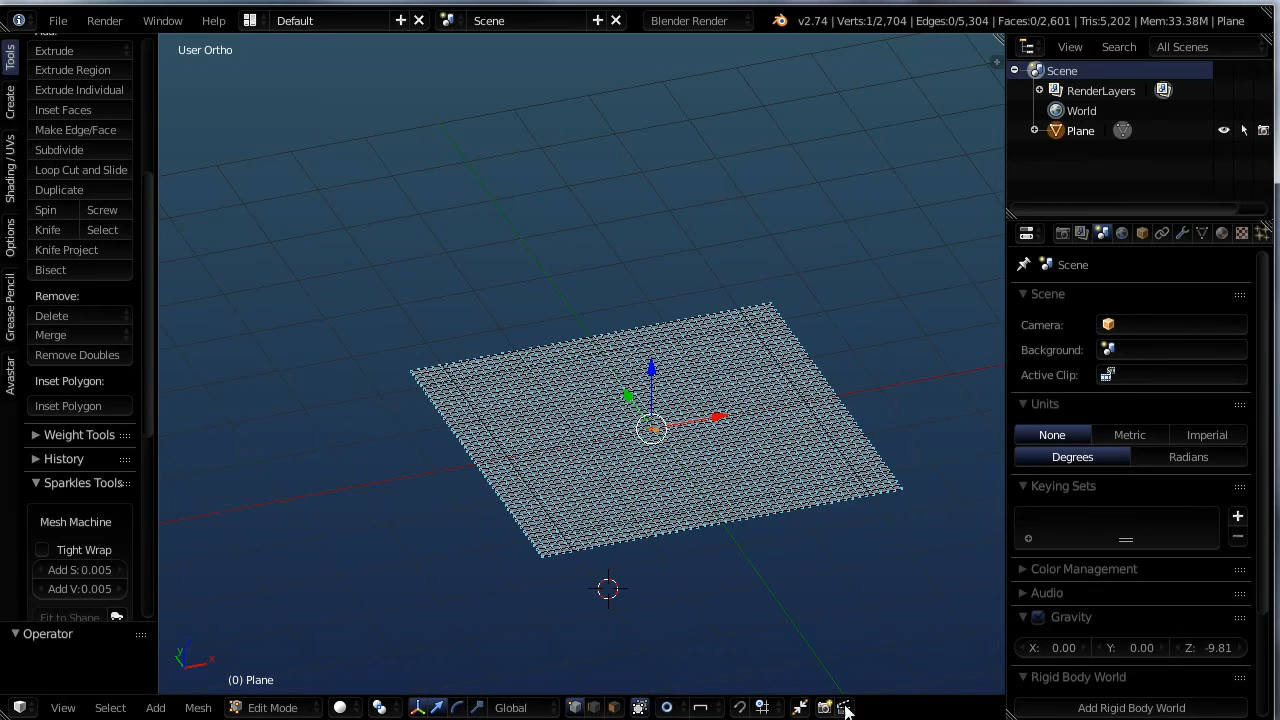 File Render Window Help Default Scene Blender Render v2.74 | Verts:1/2,704 | Edges:0/5,304 | Faces:0/2,601 | Tris:5,202 | Mem:33.38M | Plane
Tools
Create
Shading / UVs
Options
Grease Pencil
Avastar
Extrude
Extrude Region
Extrude Individual
Inset Faces
Make Edge/Face
Subdivide
Loop Cut and Slide
Duplicate
Spin Screw
Knife Select
Knife Project
Bisect
Remove:
Delete
Merge
Remove Doubles
Inset Polygon:
Inset Polygon
Weight Tools
History
Sparkles Tools
Mesh Machine
Tight Wrap
Add S:0.005
Add V:0.005
Fit to Shape
Operator
User Ortho
z
y
x
(0) Plane
View Select Add Mesh Edit Mode Global
View Search All Scenes
Scene
RenderLayers
World
Plane
Scene
Scene
Camera:
Background:
Active Clip:
Units
None Metric Imperial
Degrees Radians
Keying Sets
Color Management
Audio
Gravity
X: 0.00 Y: 0.00 Z: -9.81
Rigid Body World
Add Rigid Body World